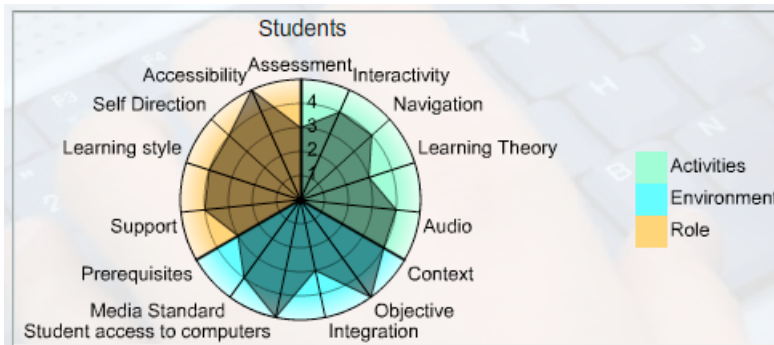 Students
Assessment
Accessibility
Interactivity
Self Direction
Navigation
Learning style
Learning Theory
Support
Audio
Prerequisites
Context
Media Standard
Objective
Student access to computers
Integration
4
3
2
1
Activities
Environment
Role